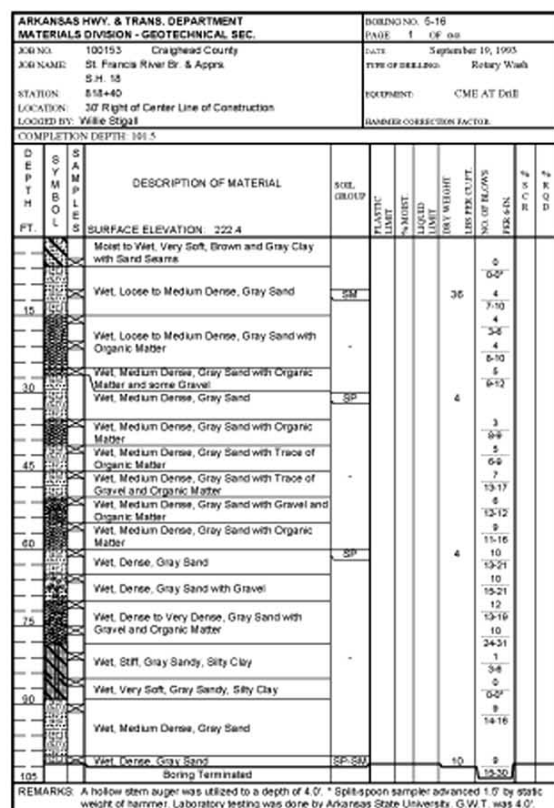 ARKANSAS HWY. & TRANS. DEPARTMENT
MATERIALS DIVISION - GEOTECHNICAL SEC.
BORING NO. S-16
PAGE 1 OF
JOB NO. 100153 Craighead County
DATE September 19, 1993
JOB NAME: St. Francis River Br. & Apprs.
TYPE OF DRILLING: Rotary Wash
S.H. 18
STATION: 818+40
EQUIPMENT: CME AT Drill
LOCATION: 30' Right of Center Line of Construction
LOGGED BY: Willie Stigall
HAMMER CORRECTION FACTOR:
COMPLETION DEPTH: 101.5
DEPTH FT.
SYMBOL
SAMPLES
DESCRIPTION OF MATERIAL
SURFACE ELEVATION: 222.4
SOIL GROUP
PLASTIC LIMIT
% MOIST.
LIQUID LIMIT
DRY WEIGHT
LBS PER CU.FT.
NO. OF BLOWS
PER 6-IN.
% SCR
% RQD
Moist to Wet, Very Soft, Brown and Gray Clay
with Sand Seams
0
0-0*
Wet, Loose to Medium Dense, Gray Sand
SM
36
4
7-10
15
4
3-6
Wet, Loose to Medium Dense, Gray Sand with
Organic Matter
-
4
8-10
Wet, Medium Dense, Gray Sand with Organic
Matter and some Gravel
5
9-12
30
Wet, Medium Dense, Gray Sand
SP
4
3
Wet, Medium Dense, Gray Sand with Organic
Matter
Wet, Medium Dense, Gray Sand with Trace of
Organic Matter
5
6-9
45
Wet, Medium Dense, Gray Sand with Trace of
Gravel and Organic Matter
-
7
13-17
Wet, Medium Dense, Gray Sand with Gravel and
Organic Matter
6
12-12
Wet, Medium Dense, Gray Sand with Organic
Matter
9
11-16
60
SP
4
10
13-21
Wet, Dense, Gray Sand
Wet, Dense, Gray Sand with Gravel
10
15-21
75
Wet, Dense to Very Dense, Gray Sand with
Gravel and Organic Matter
12
13-19
10
24-31
Wet, Stiff, Gray Sandy, Silty Clay
-
1
3-6
Wet, Very Soft, Gray Sandy, Silty Clay
0
0-0*
90
Wet, Medium Dense, Gray Sand
9
14-16
Wet, Dense, Gray Sand
SP-SM
10
9
15-30
105
Boring Terminated
REMARKS: A hollow stem auger was utilized to a depth of 4.0'. * Split-spoon sampler advanced 1.5' by static
weight of hammer. Laboratory testing was done by Arkansas State University. G.W.T. was 4.0'.